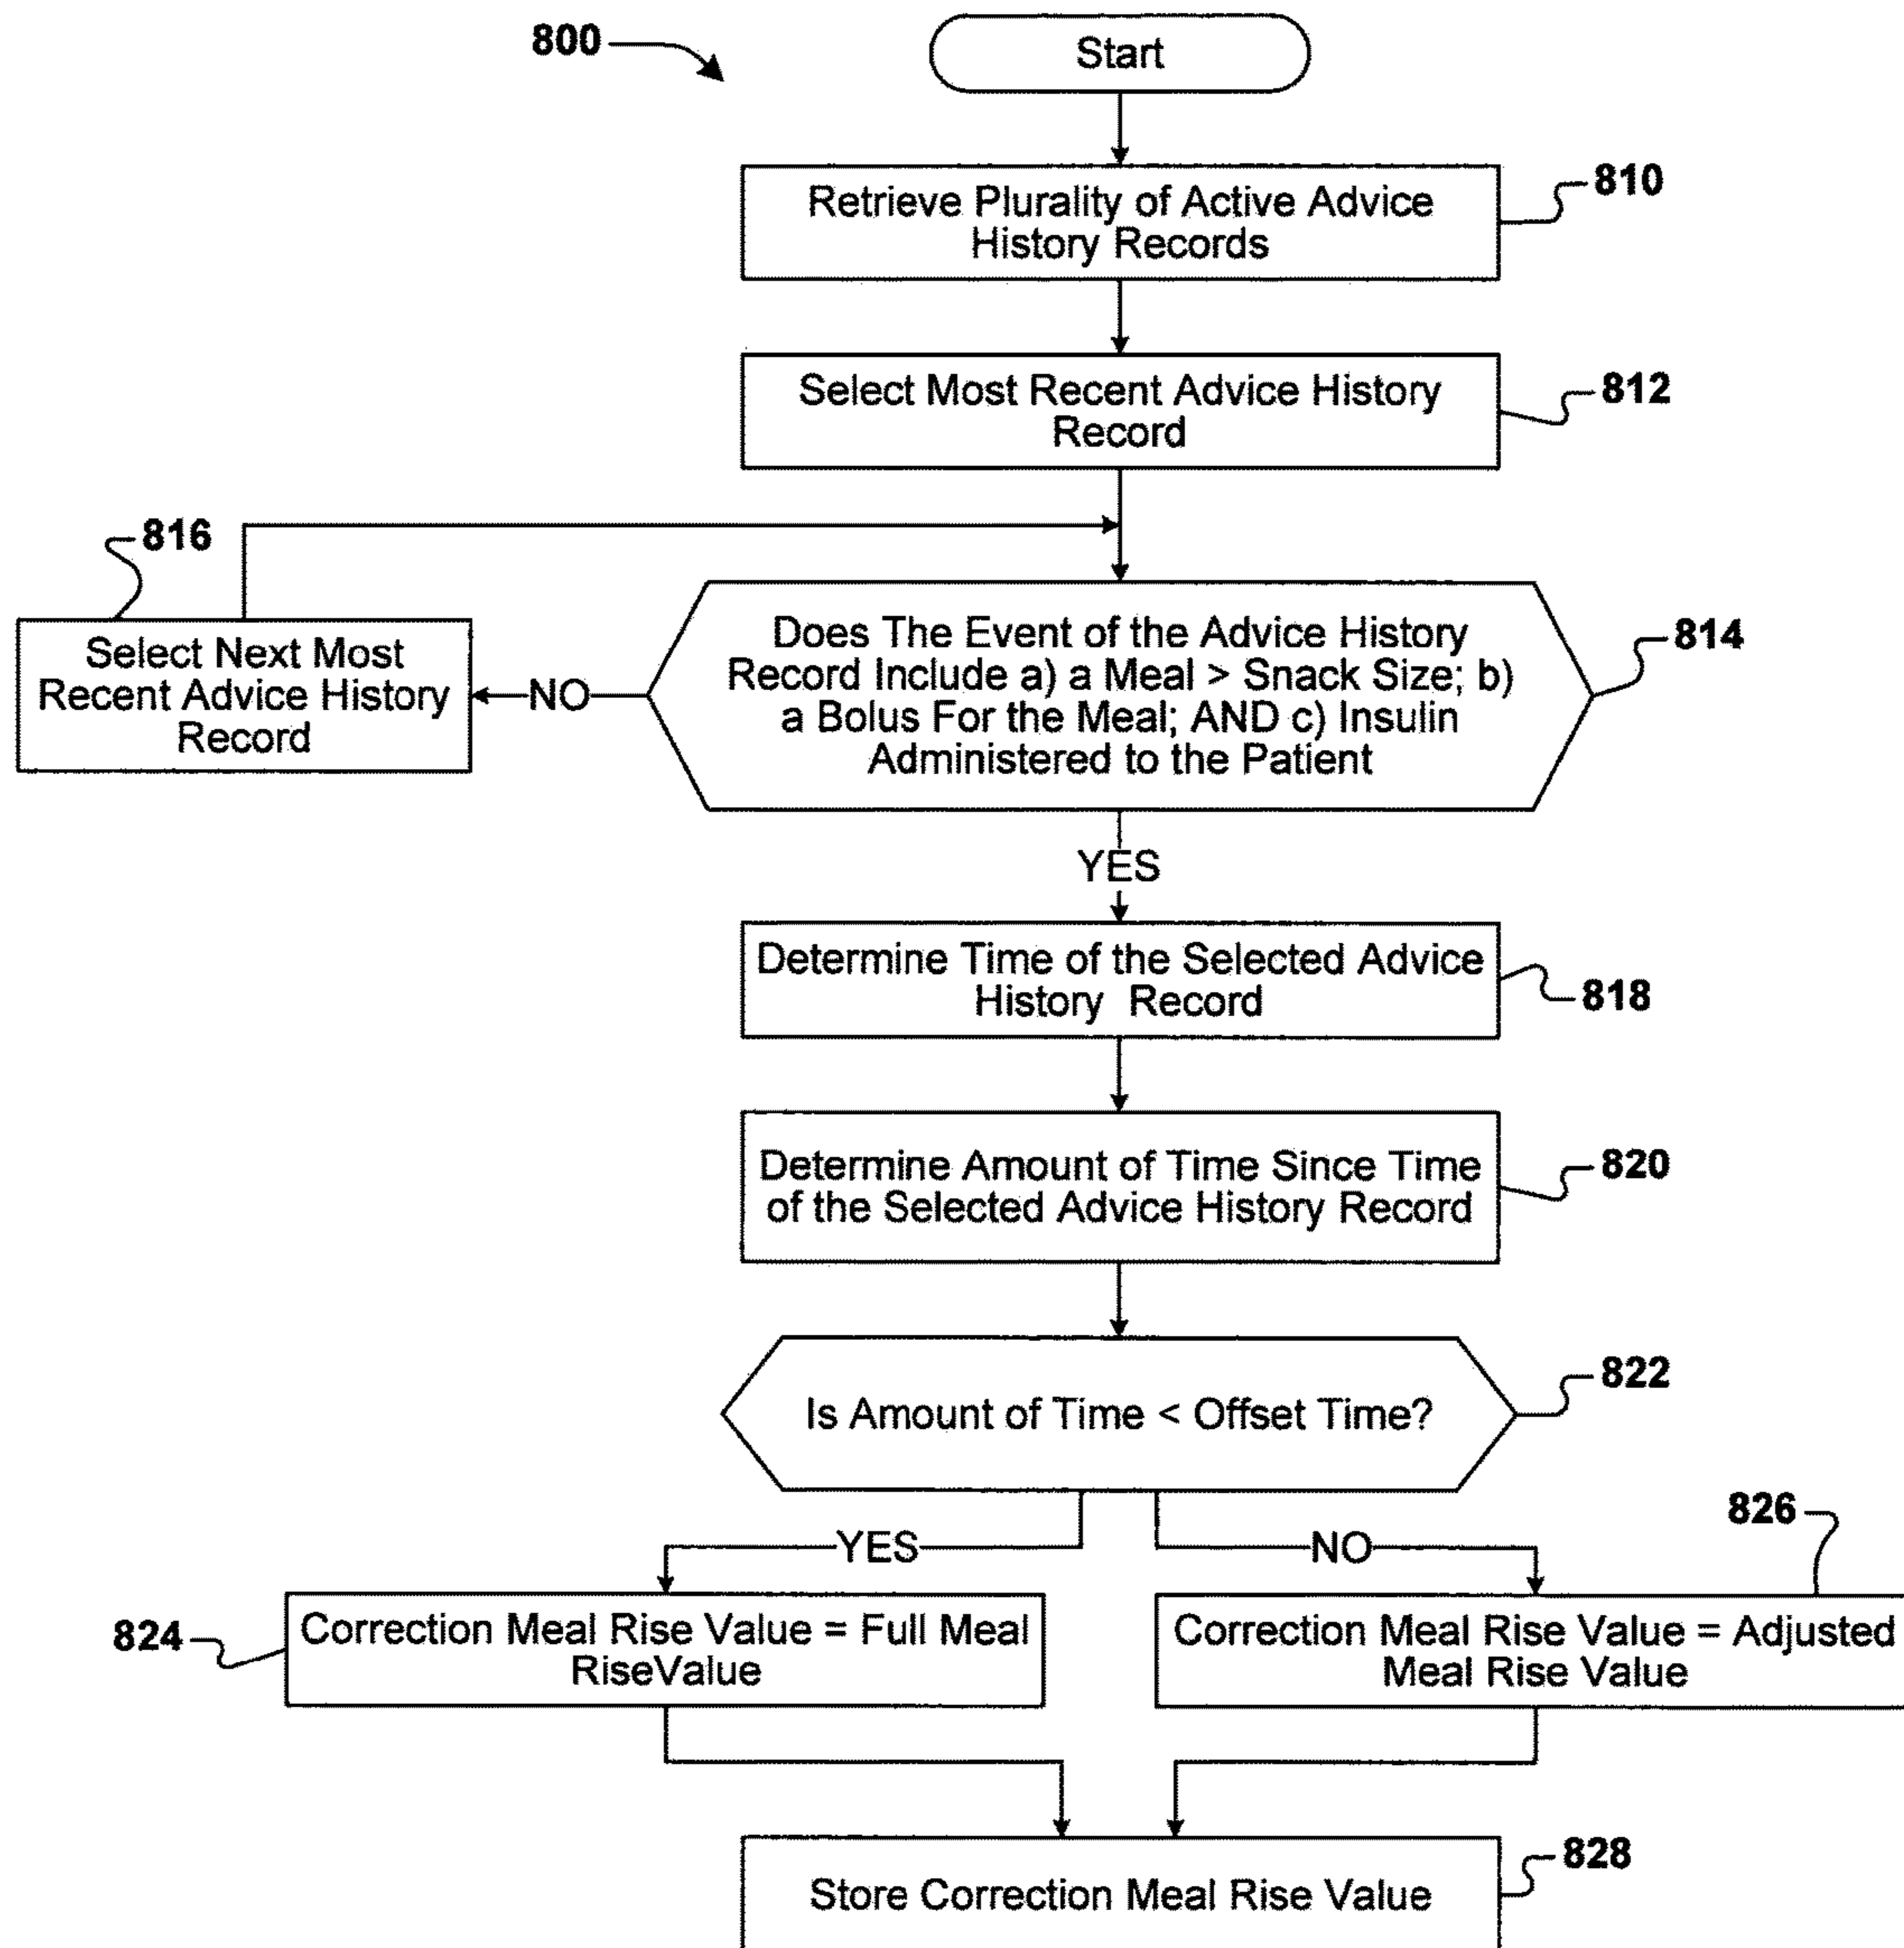 800
Start
Retrieve Plurality of Active Advice
History Records
810
Select Most Recent Advice History
Record
812
816
Select Next Most
Recent Advice History
Record
NO
Does The Event of the Advice History
Record Include a) a Meal > Snack Size; b)
a Bolus For the Meal; AND c) Insulin
Administered to the Patient
814
YES
Determine Time of the Selected Advice
History Record
818
Determine Amount of Time Since Time
of the Selected Advice History Record
820
Is Amount of Time < Offset Time?
822
YES
NO
826
824
Correction Meal Rise Value = Full Meal
RiseValue
Correction Meal Rise Value = Adjusted
Meal Rise Value
Store Correction Meal Rise Value
828